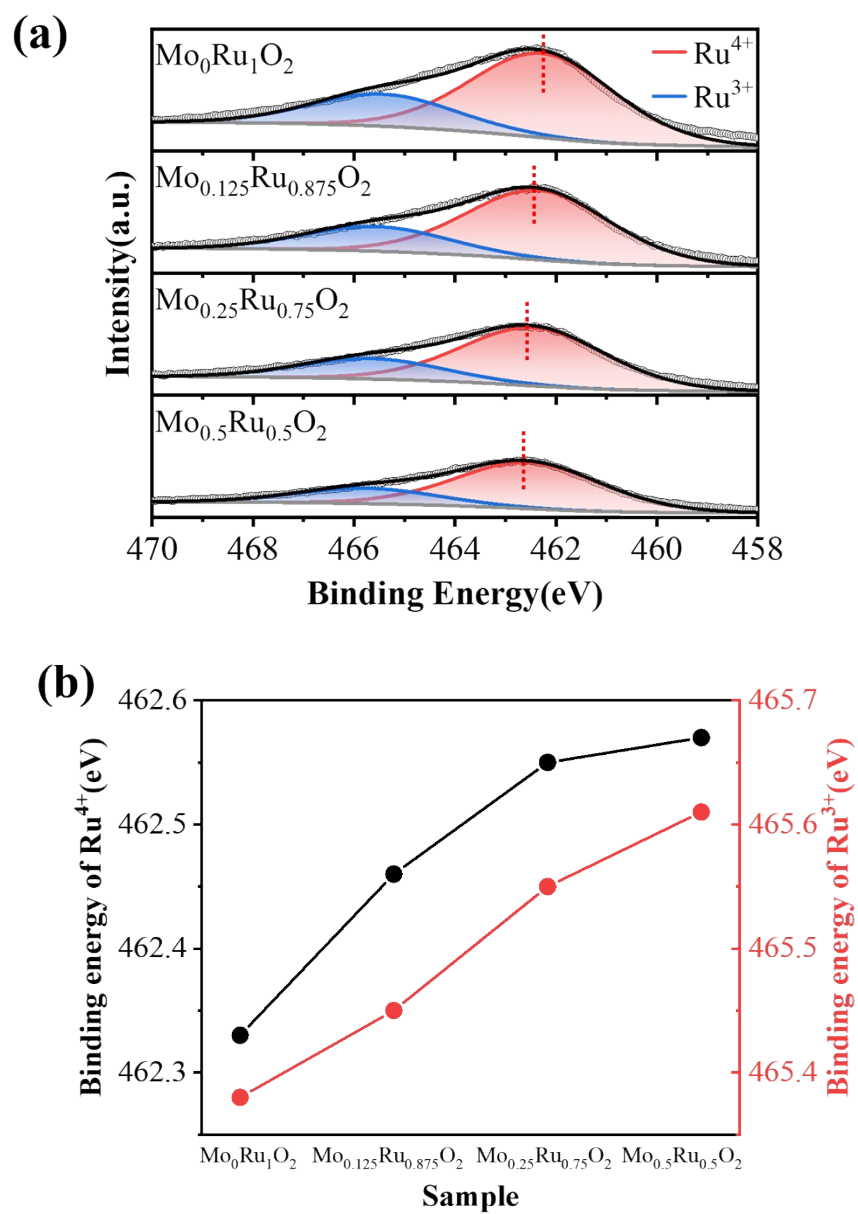 (a)
Mo₀Ru₁O₂
Ru⁴⁺
Ru³⁺
Mo₀.₁₂₅Ru₀.₈₇₅O₂
Mo₀.₂₅Ru₀.₇₅O₂
Mo₀.₅Ru₀.₅O₂
Intensity(a.u.)
470 468 466 464 462 460 458
Binding Energy(eV)
(b)
462.6
462.5
462.4
462.3
Binding energy of Ru⁴⁺(eV)
465.7
465.6
465.5
465.4
Binding energy of Ru³⁺(eV)
Mo₀Ru₁O₂ Mo₀.₁₂₅Ru₀.₈₇₅O₂ Mo₀.₂₅Ru₀.₇₅O₂ Mo₀.₅Ru₀.₅O₂
Sample